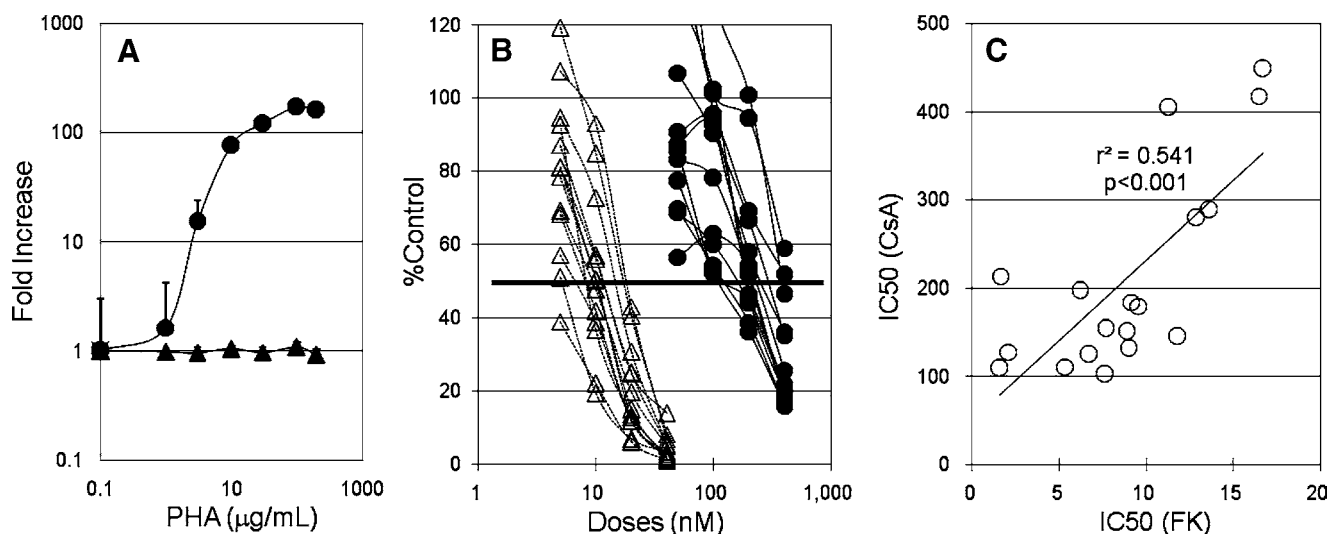 A
Fold Increase
1000
100
10
1
0.1
0.1
10
1000
PHA (μg/mL)
B
%Control
120
100
80
60
40
20
0
1
10
100
1,000
Doses (nM)
C
IC50 (CsA)
500
400
300
200
100
0
r² = 0.541
p<0.001
0
5
10
15
20
IC50 (FK)